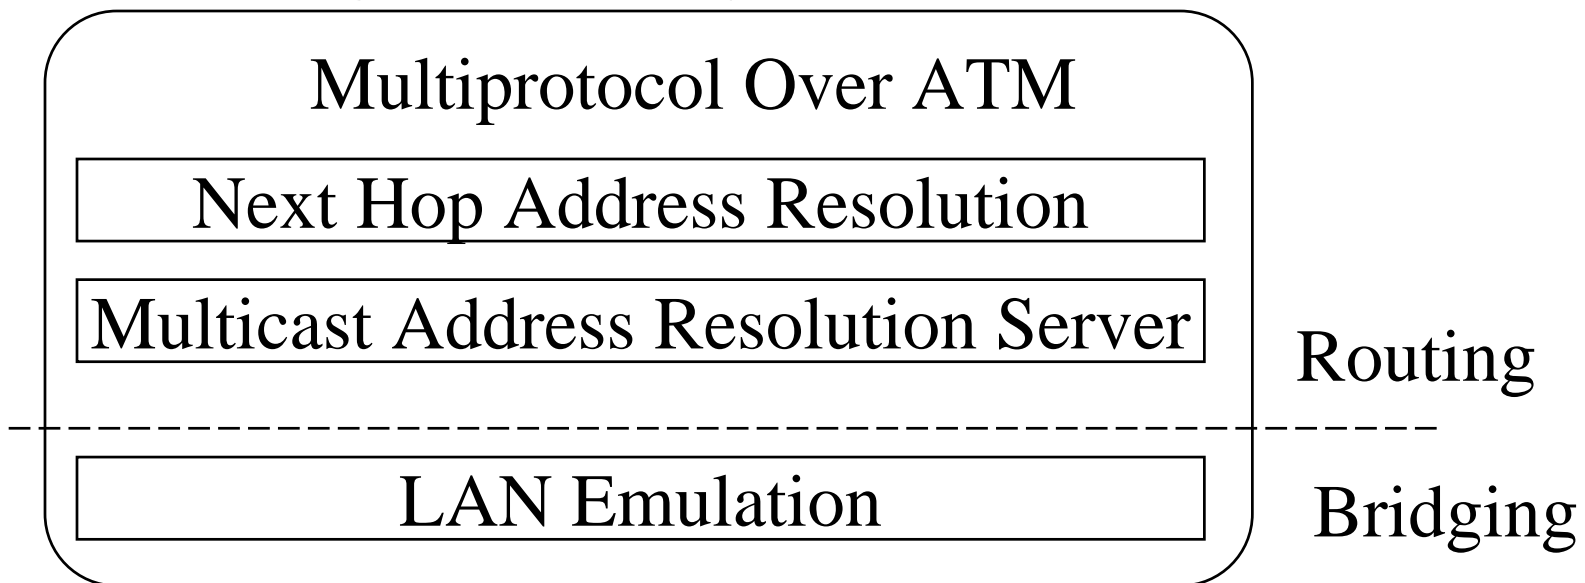 Multiprotocol Over ATM
Next Hop Address Resolution
Multicast Address Resolution Server
Routing
LAN Emulation
Bridging